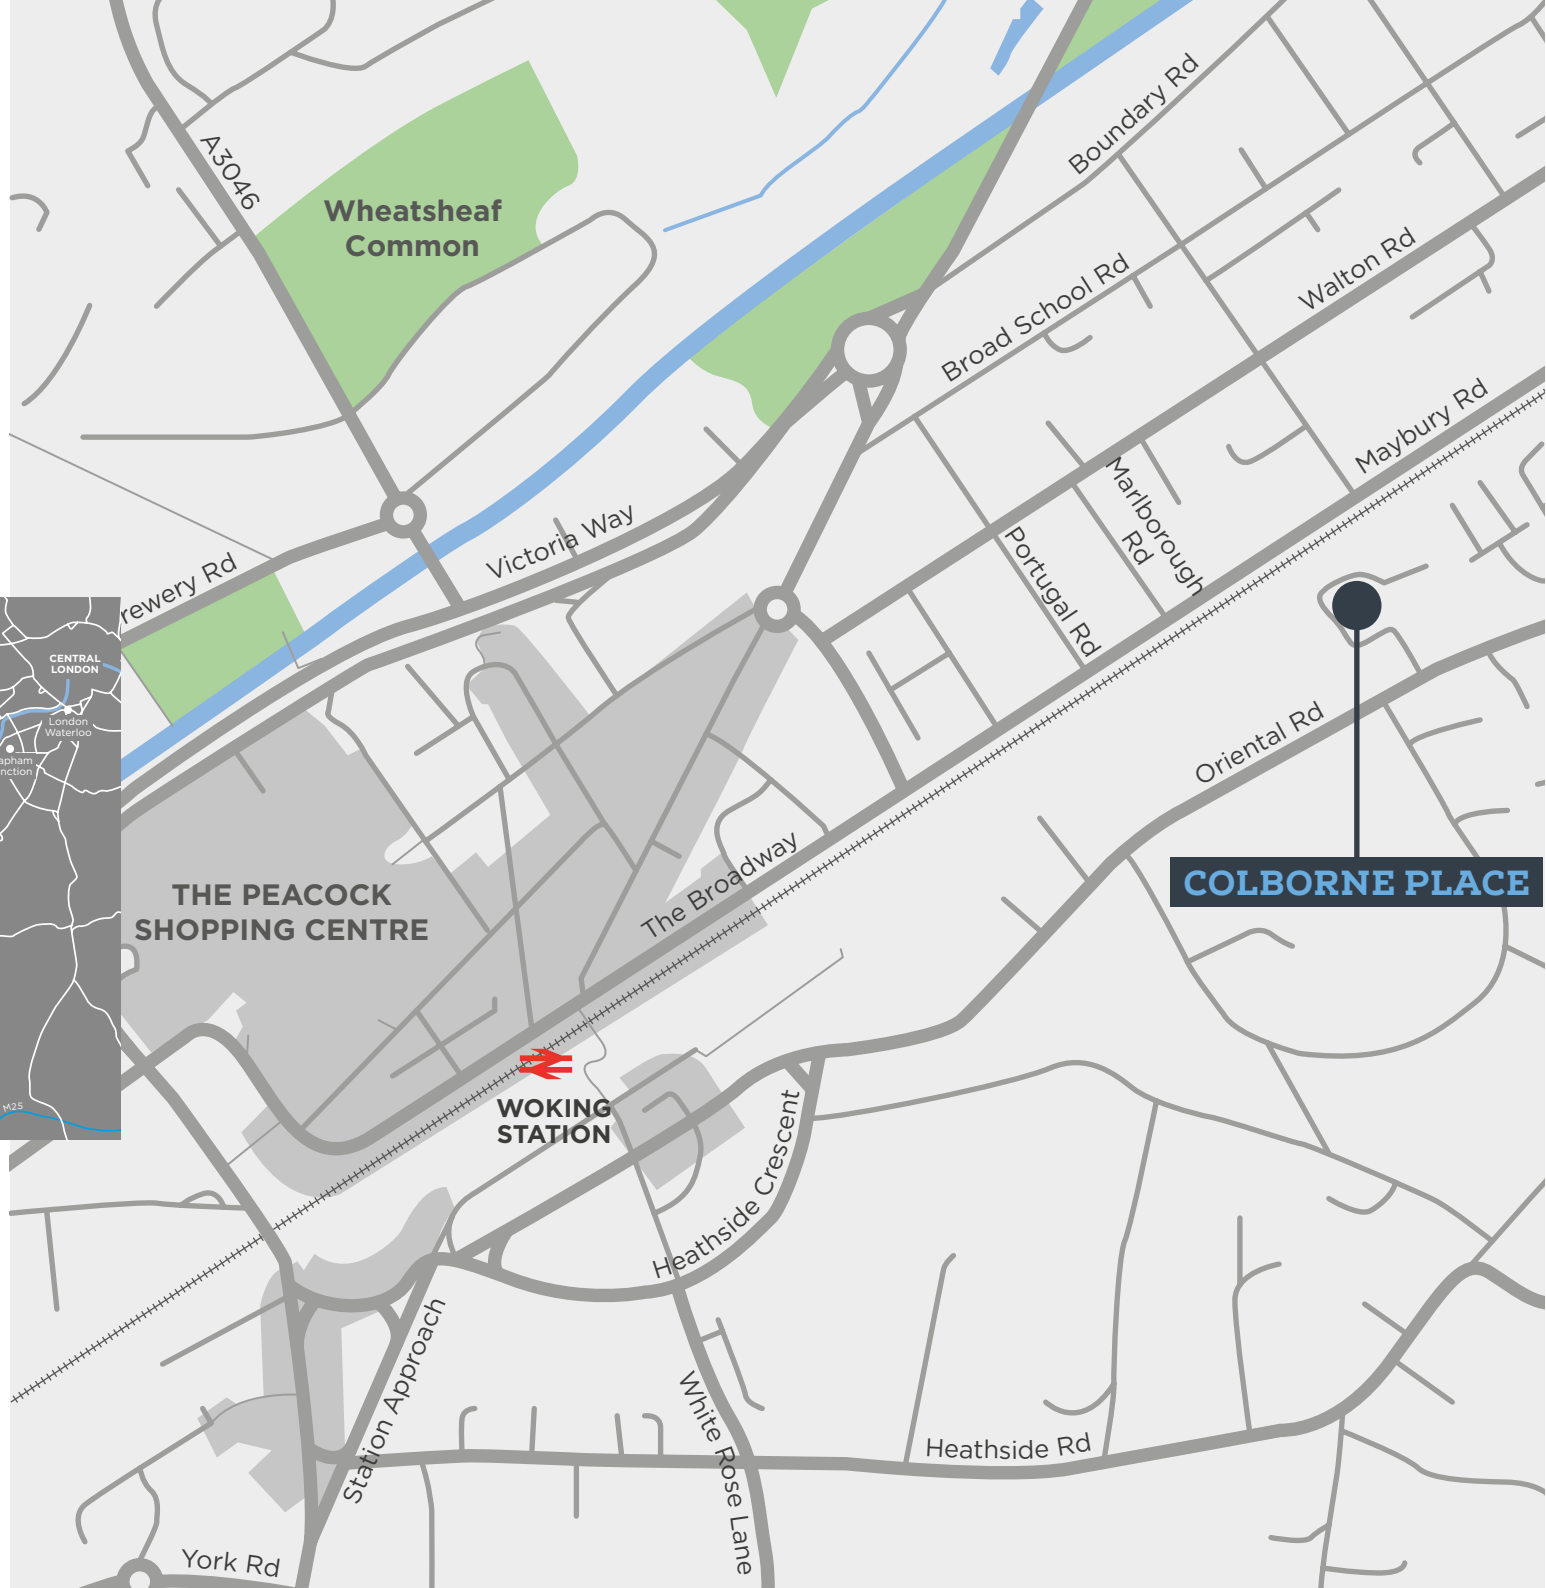 A3046
Wheatsheaf
Common
Boundary Rd
Broad School Rd
Walton Rd
Maybury Rd
Victoria Way
rewery Rd
Marlborough
Rd
Portugal Rd
CENTRAL
LONDON
London
Waterloo
apham
nction
M25
Oriental Rd
COLBORNE PLACE
THE PEACOCK
SHOPPING CENTRE
The Broadway
WOKING
STATION
Heathside Crescent
Station Approach
White Rose Lane
Heathside Rd
York Rd